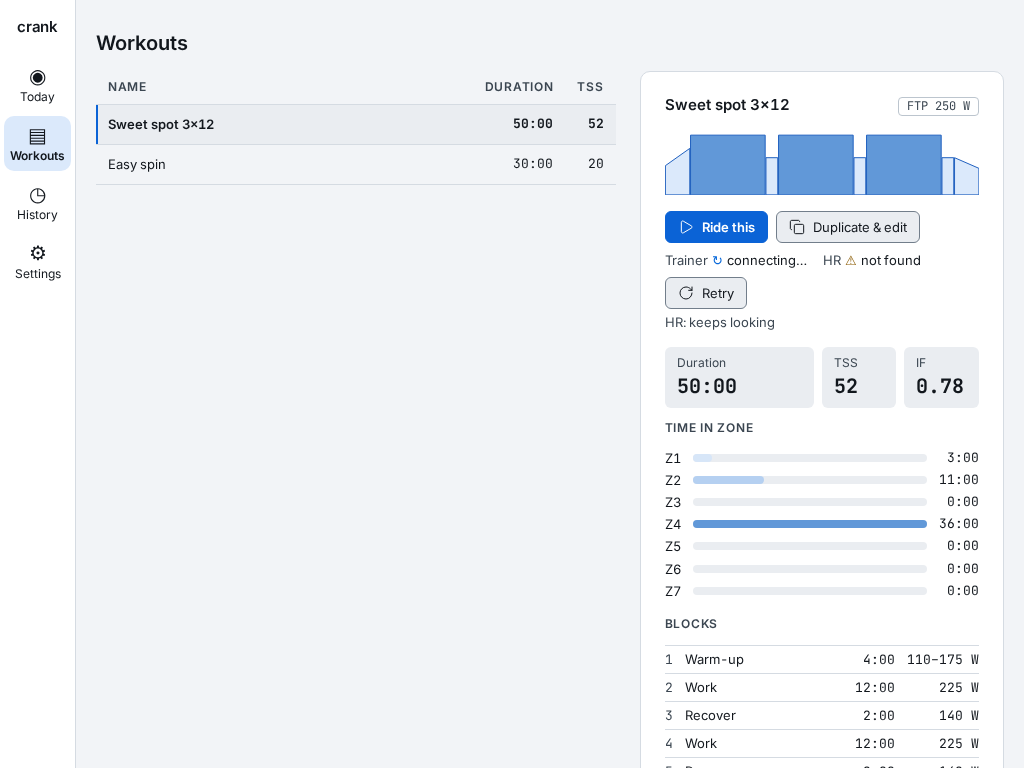 crank
Today
Workouts
History
Settings
Workouts
NAME DURATION TSS
Sweet spot 3×12 50:00 52
Easy spin 30:00 20
Sweet spot 3×12 FTP 250 W
Ride this Duplicate & edit
Trainer ↻ connecting… HR ⚠ not found
Retry
HR: keeps looking
Duration TSS IF
50:00 52 0.78
TIME IN ZONE
Z1 3:00
Z2 11:00
Z3 0:00
Z4 36:00
Z5 0:00
Z6 0:00
Z7 0:00
BLOCKS
1 Warm-up 4:00 110–175 W
2 Work 12:00 225 W
3 Recover 2:00 140 W
4 Work 12:00 225 W